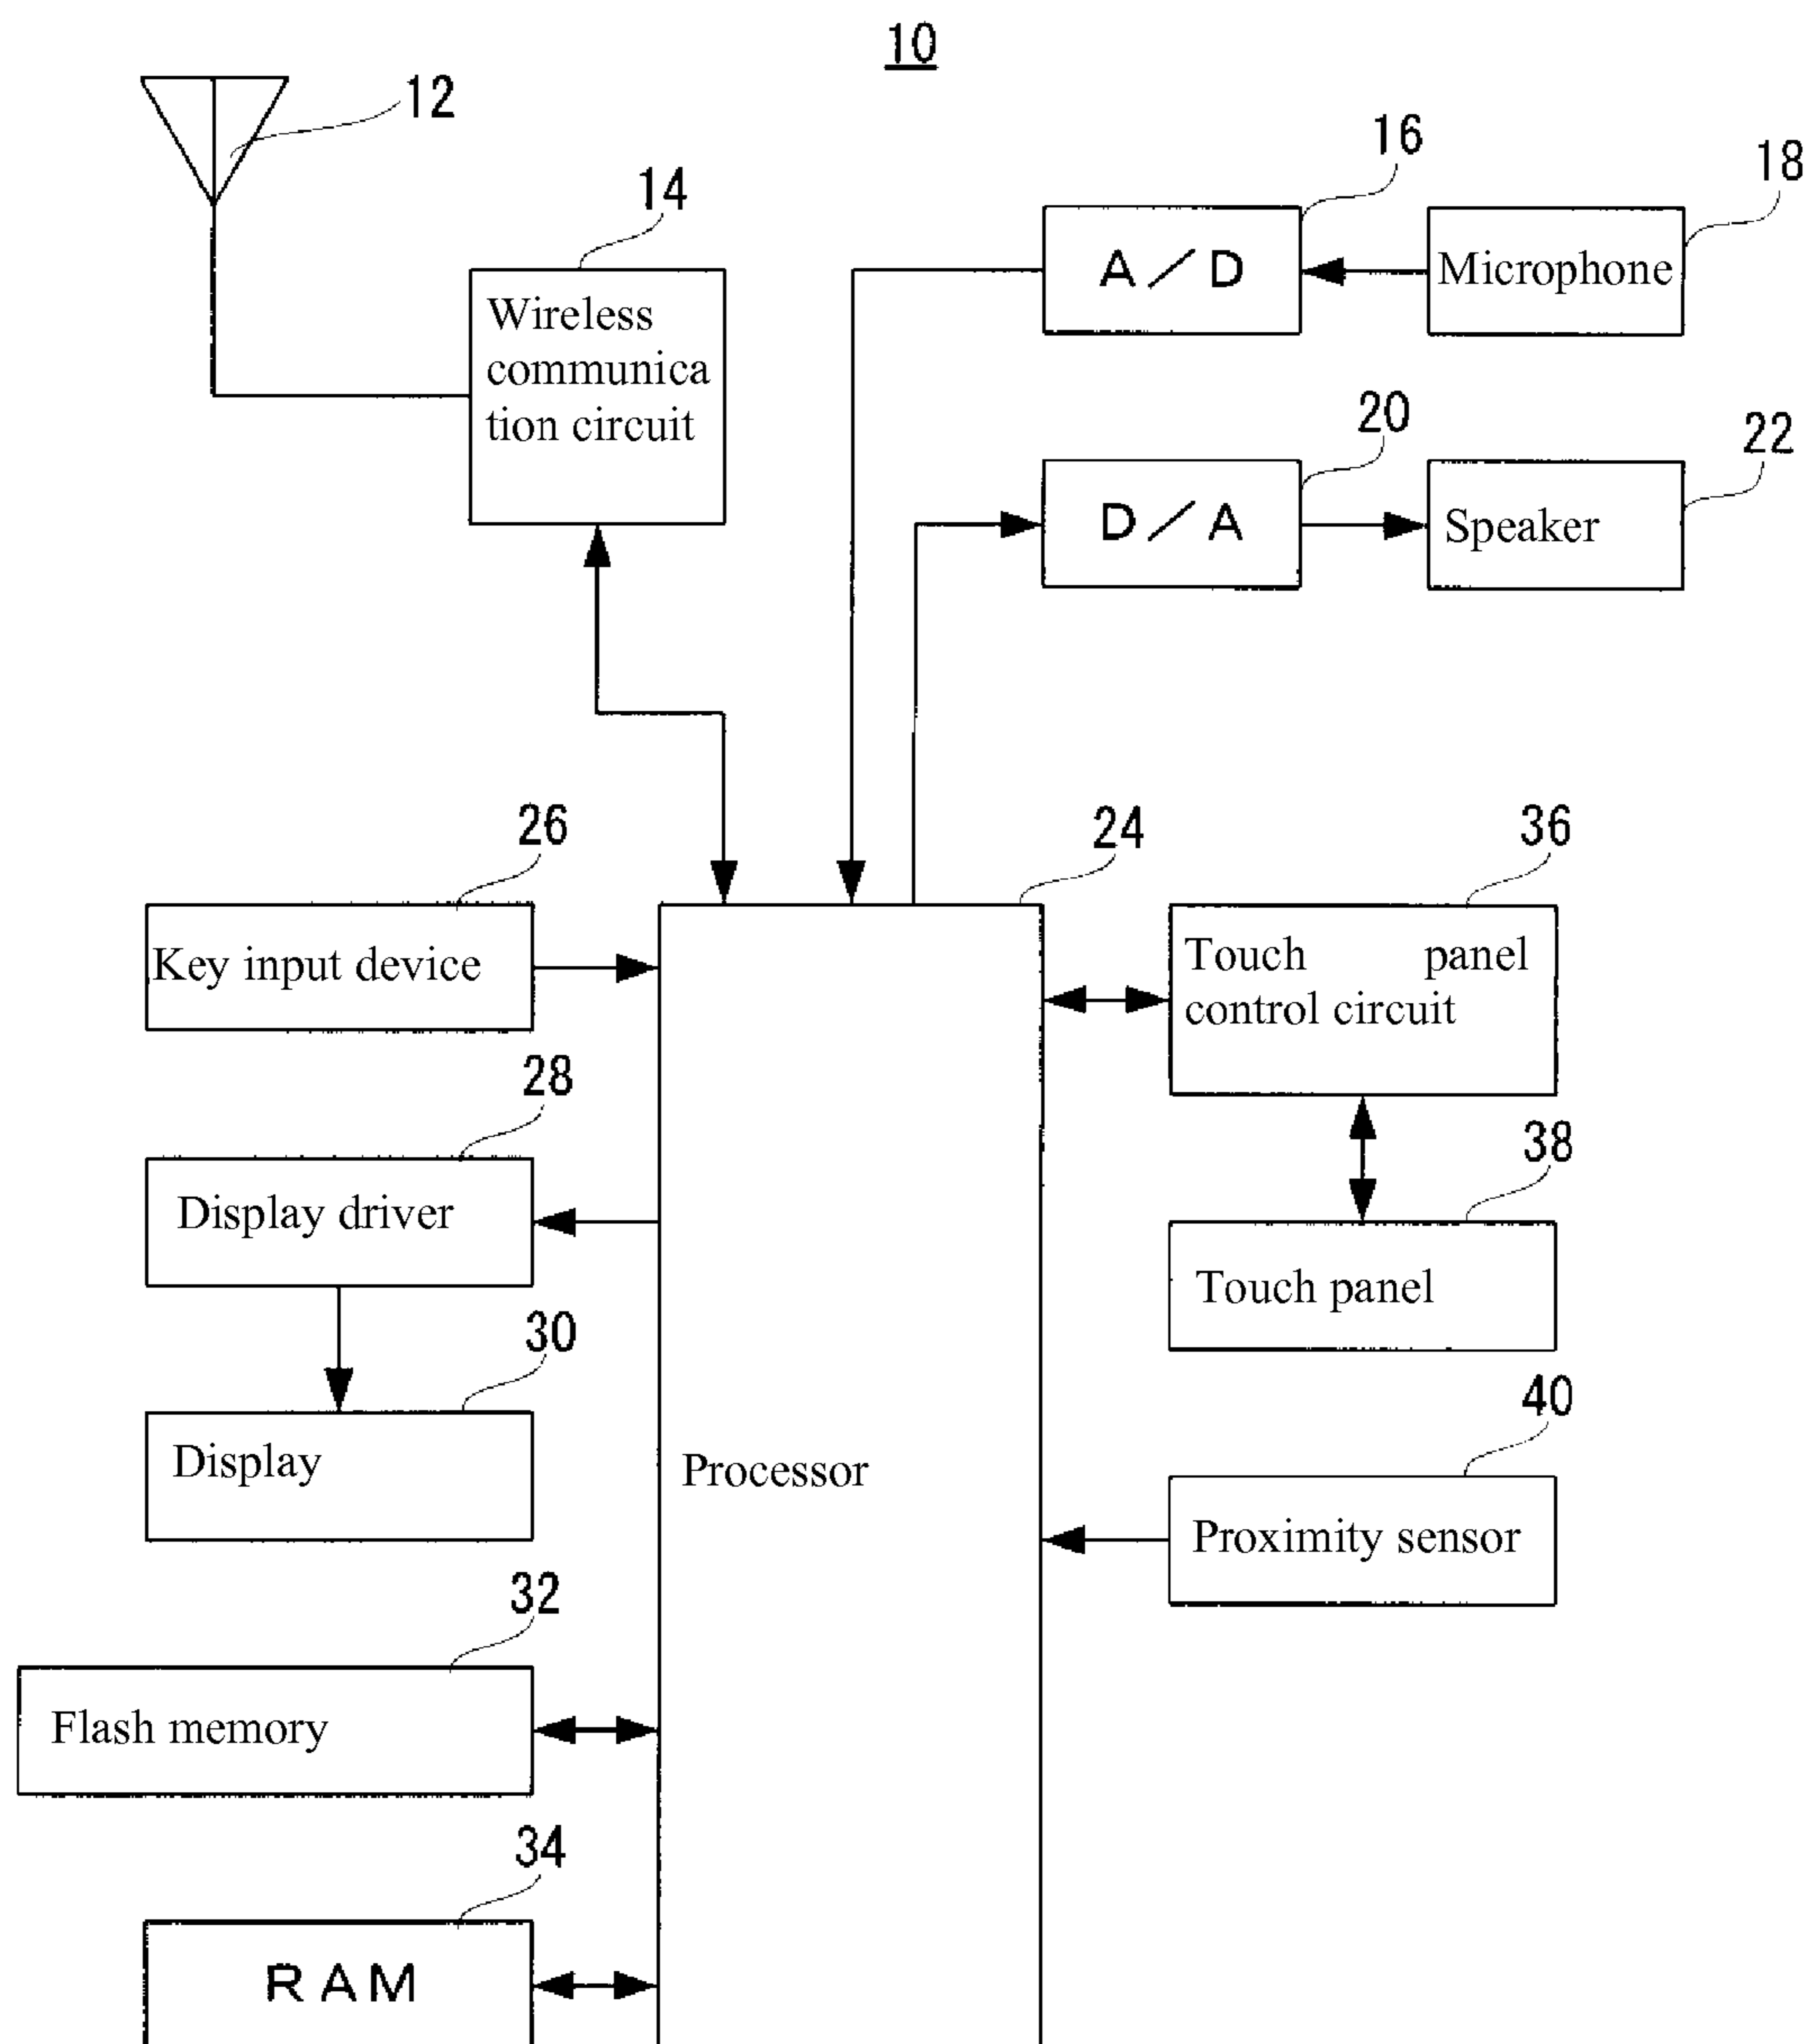 10
12
14
Wireless
communica
tion circuit
16
A/D
18
Microphone
20
D/A
22
Speaker
26
Key input device
24
Processor
36
Touch panel
control circuit
28
Display driver
38
Touch panel
30
Display
40
Proximity sensor
32
Flash memory
34
RAM